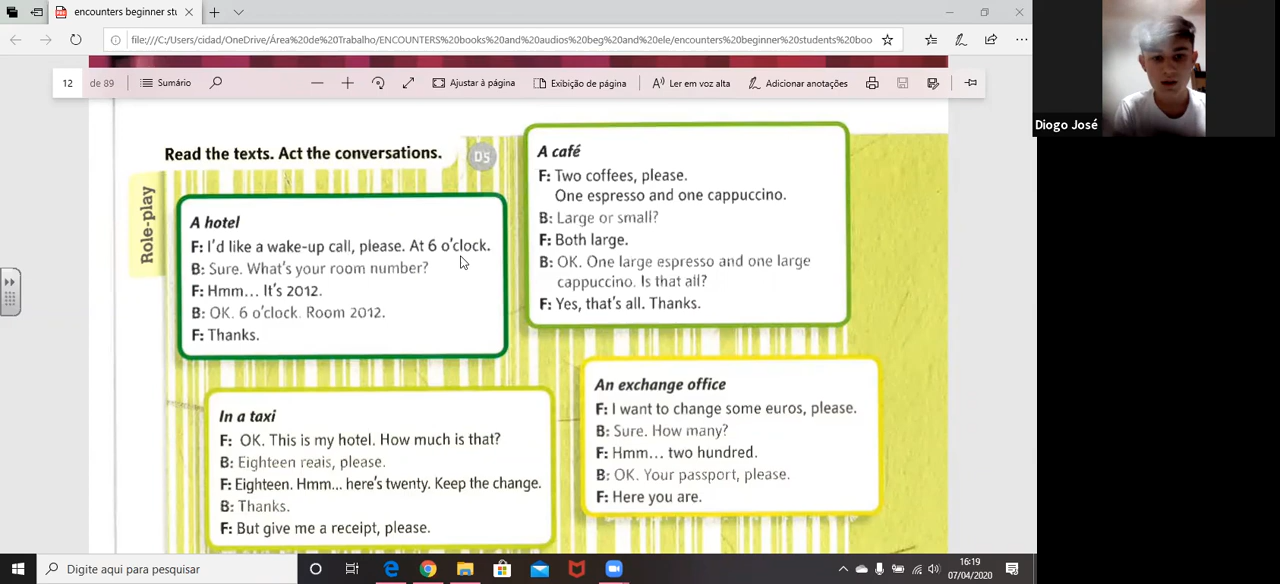 encounters beginner stu
file:///C:/Users/cidad/OneDrive/Área%20de%20Trabalho/ENCOUNTERS%20books%20and%20audios%20beg%20and%20ele/encounters%20beginner%20students%20boo
12 de 89 Sumário Ajustar à página Exibição de página Ler em voz alta Adicionar anotações
Diogo José
Read the texts. Act the conversations. D5
Role-play
A hotel
F: I'd like a wake-up call, please. At 6 o'clock.
B: Sure. What's your room number?
F: Hmm... It's 2012.
B: OK. 6 o'clock. Room 2012.
F: Thanks.
A café
F: Two coffees, please.
One espresso and one cappuccino.
B: Large or small?
F: Both large.
B: OK. One large espresso and one large
cappuccino. Is that all?
F: Yes, that's all. Thanks.
In a taxi
F: OK. This is my hotel. How much is that?
B: Eighteen reais, please.
F: Eighteen. Hmm... here's twenty. Keep the change.
B: Thanks.
F: But give me a receipt, please.
An exchange office
F: I want to change some euros, please.
B: Sure. How many?
F: Hmm... two hundred.
B: OK. Your passport, please.
F: Here you are.
Digite aqui para pesquisar
16:19
07/04/2020